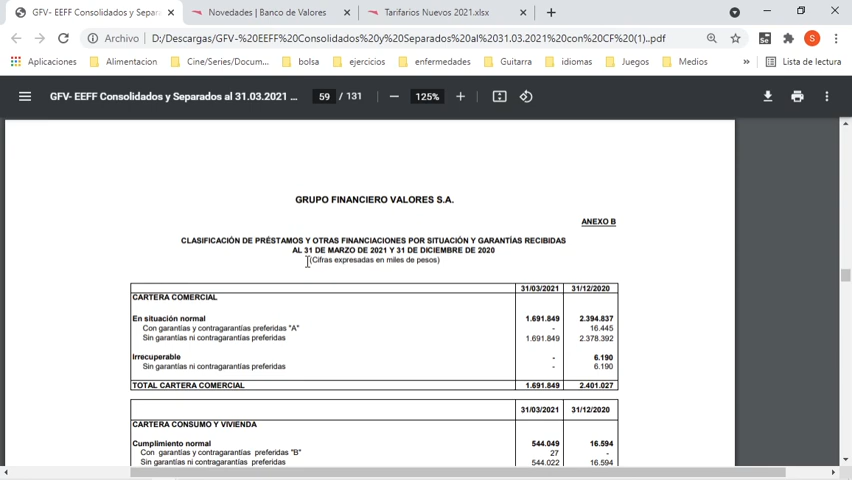 GFV- EEFF Consolidados y Separa
Novedades | Banco de Valores
Tarifarios Nuevos 2021.xlsx
Archivo | D:/Descargas/GFV-%20EEFF%20Consolidados%20y%20Separados%20al%2031.03.2021%20con%20CF%20(1)..pdf
Aplicaciones Alimentacion Cine/Series/Docum... bolsa ejercicios enfermedades Guitarra idiomas Juegos Medios » Lista de lectura
GFV- EEFF Consolidados y Separados al 31.03.2021 ... 59 / 131 — 125% +
GRUPO FINANCIERO VALORES S.A.
ANEXO B
CLASIFICACIÓN DE PRÉSTAMOS Y OTRAS FINANCIACIONES POR SITUACIÓN Y GARANTÍAS RECIBIDAS
AL 31 DE MARZO DE 2021 Y 31 DE DICIEMBRE DE 2020
(Cifras expresadas en miles de pesos)
31/03/2021 31/12/2020
CARTERA COMERCIAL
En situación normal 1.691.849 2.394.837
Con garantías y contragarantías preferidas "A" - 16.445
Sin garantías ni contragarantías preferidas 1.691.849 2.378.392
Irrecuperable - 6.190
Sin garantías ni contragarantías preferidas - 6.190
TOTAL CARTERA COMERCIAL 1.691.849 2.401.027
31/03/2021 31/12/2020
CARTERA CONSUMO Y VIVIENDA
Cumplimiento normal 544.049 16.594
Con garantías y contragarantías preferidas "B" 27 -
Sin garantías ni contragarantías preferidas 544.022 16.594